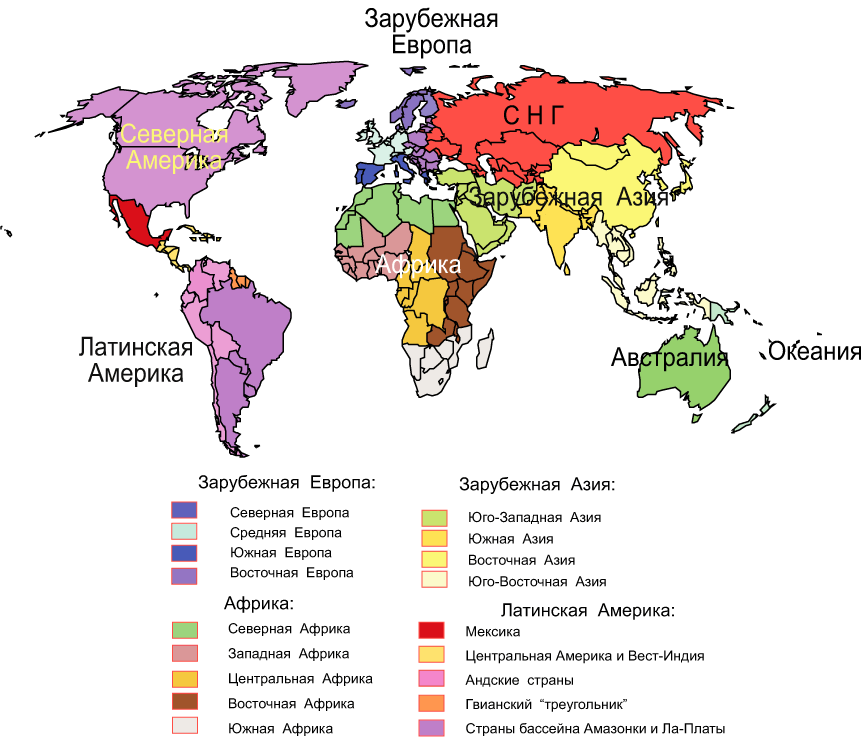 Зарубежная
Европа
С Н Г
Северная
Америка
Зарубежная Азия
Африка
Латинская
Америка
Австралия
Океания
Зарубежная Европа:
Северная Европа
Средняя Европа
Южная Европа
Восточная Европа
Зарубежная Азия:
Юго-Западная Азия
Южная Азия
Восточная Азия
Юго-Восточная Азия
Африка:
Северная Африка
Западная Африка
Центральная Африка
Восточная Африка
Южная Африка
Латинская Америка:
Мексика
Центральная Америка и Вест-Индия
Андские страны
Гвианский “треугольник”
Страны бассейна Амазонки и Ла-Платы